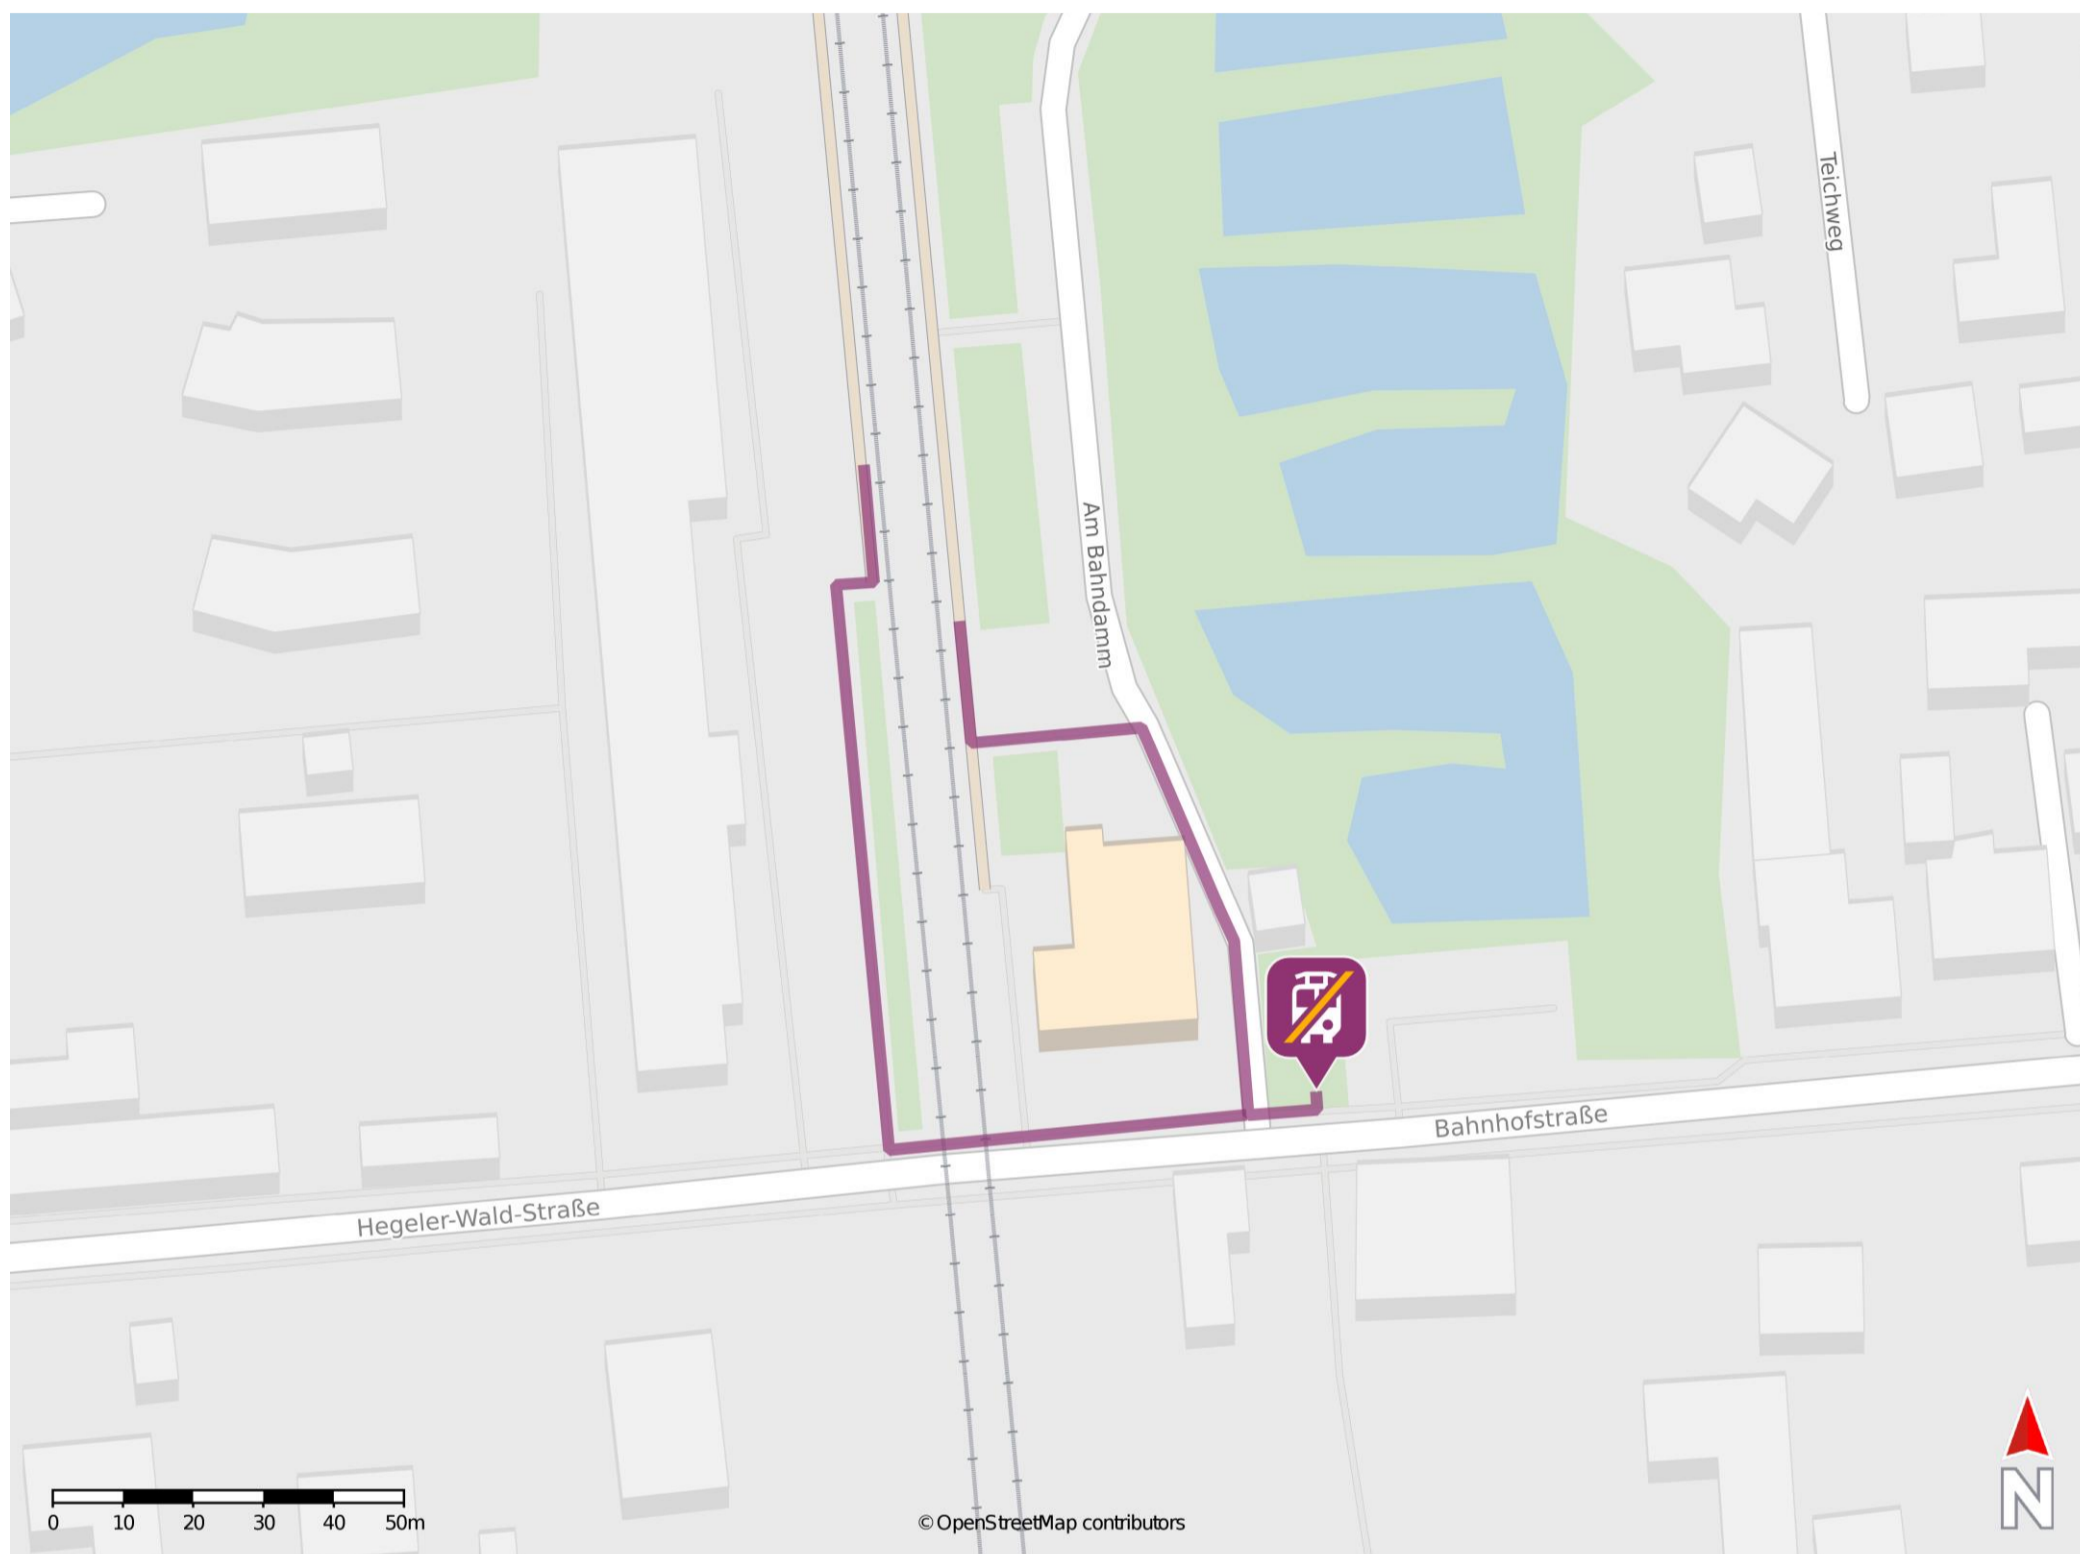 Teichweg
Am Bahndamm
Bahnhofstraße
Hegeler-Wald-Straße
0 10 20 30 40 50m
© OpenStreetMap contributors
N